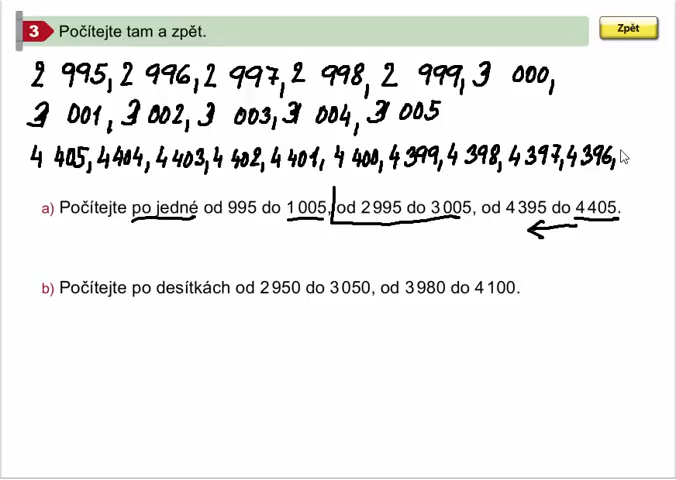 3 Počítejte tam a zpět.
Zpět
2 995, 2 996, 2 997, 2 998, 2 999, 3 000,
3 001, 3 002, 3 003, 3 004, 3 005
4 405, 4404, 4 403, 4 402, 4 401, 4 400, 4 399, 4 398, 4 397, 4 396,
a) Počítejte po jedné od 995 do 1 005, od 2 995 do 3 005, od 4 395 do 4 405.
b) Počítejte po desítkách od 2 950 do 3 050, od 3 980 do 4 100.